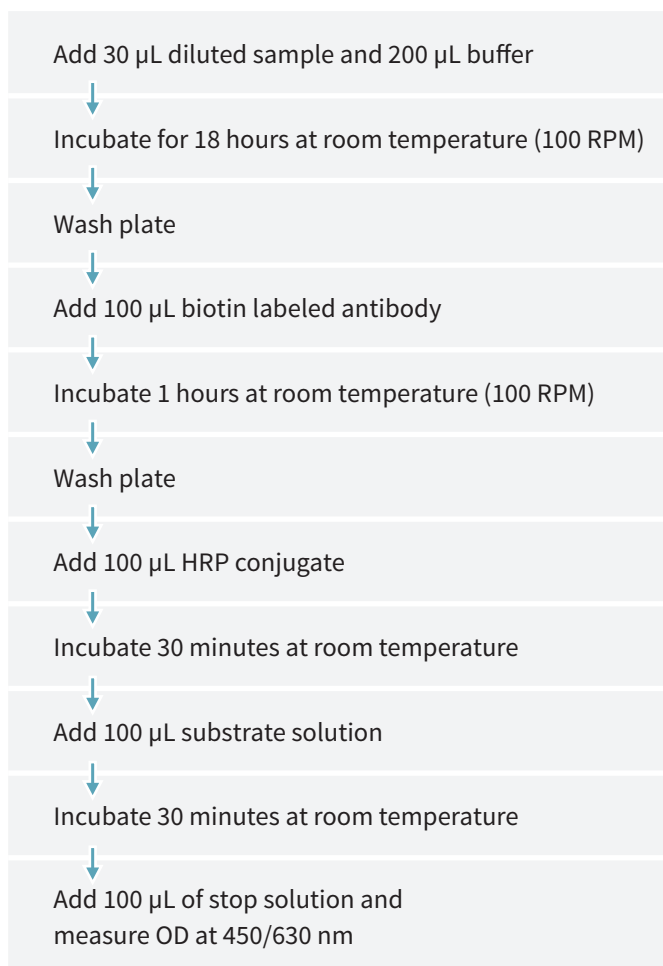 Add 30 µL diluted sample and 200 µL buffer
Incubate for 18 hours at room temperature (100 RPM)
Wash plate
Add 100 µL biotin labeled antibody
Incubate 1 hours at room temperature (100 RPM)
Wash plate
Add 100 µL HRP conjugate
Incubate 30 minutes at room temperature
Add 100 µL substrate solution
Incubate 30 minutes at room temperature
Add 100 µL of stop solution and
measure OD at 450/630 nm